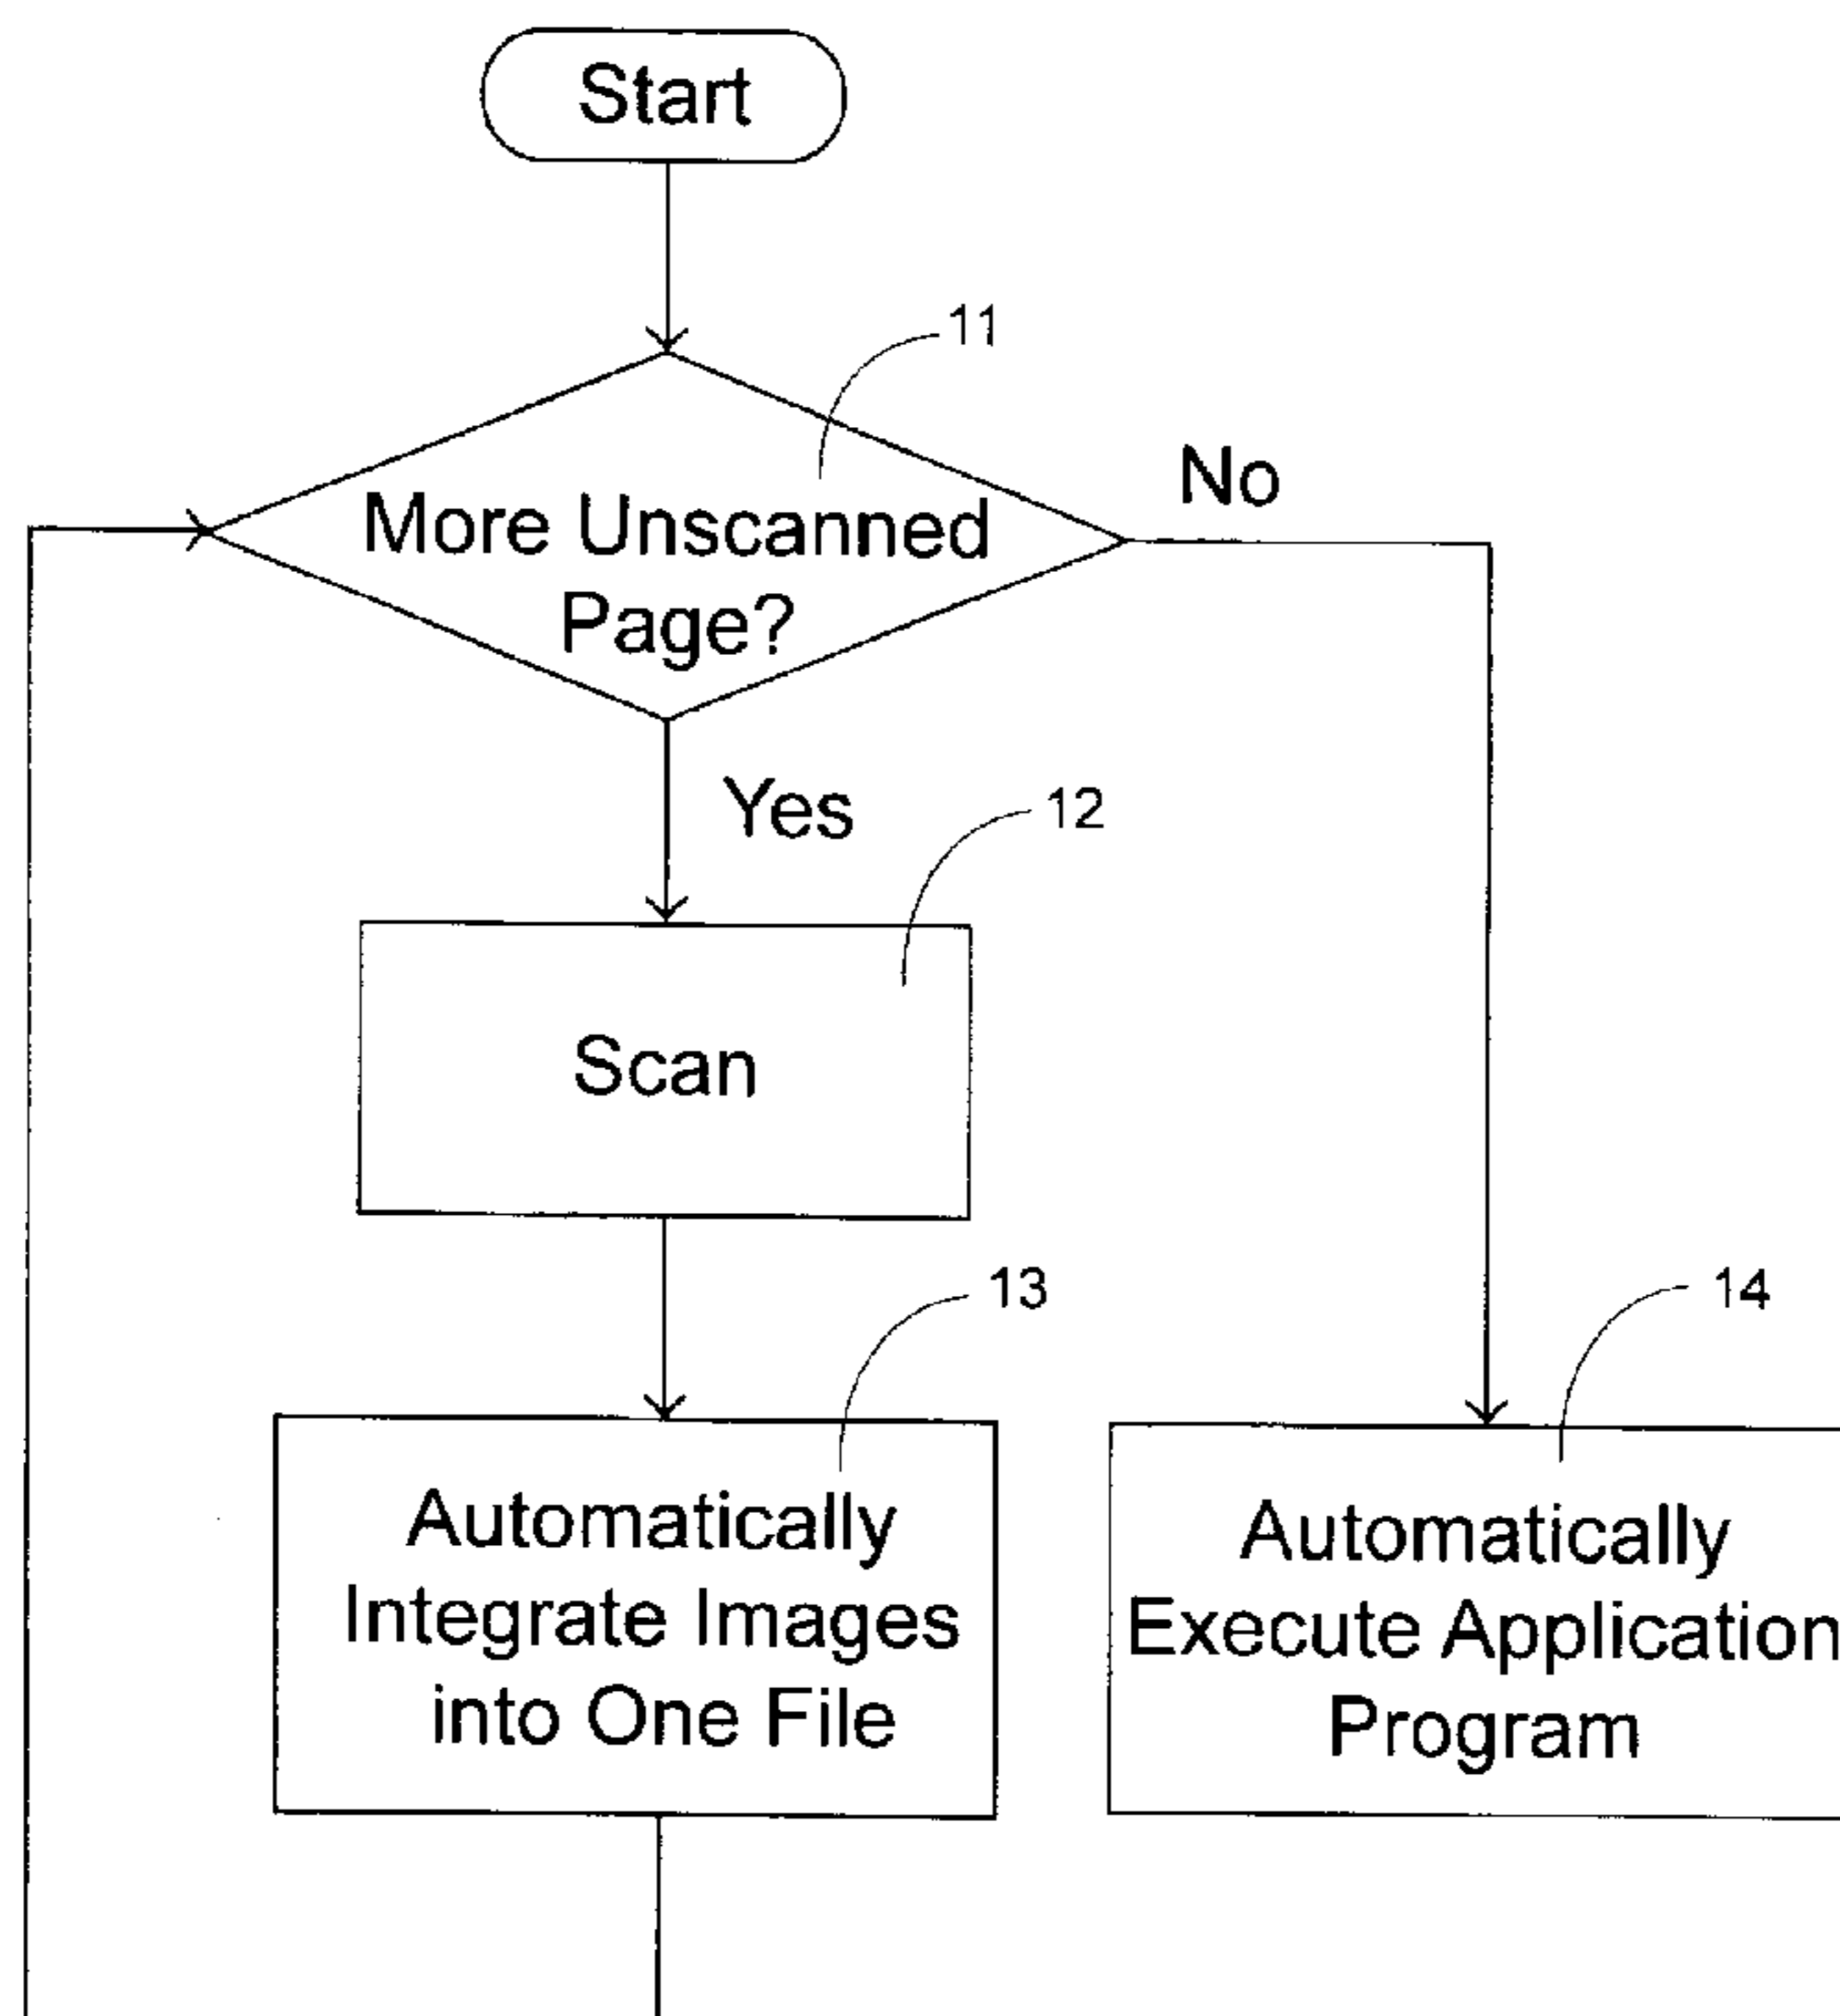 Start
11
More Unscanned
Page?
No
Yes
12
Scan
13
14
Automatically
Integrate Images
into One File
Automatically
Execute Application
Program